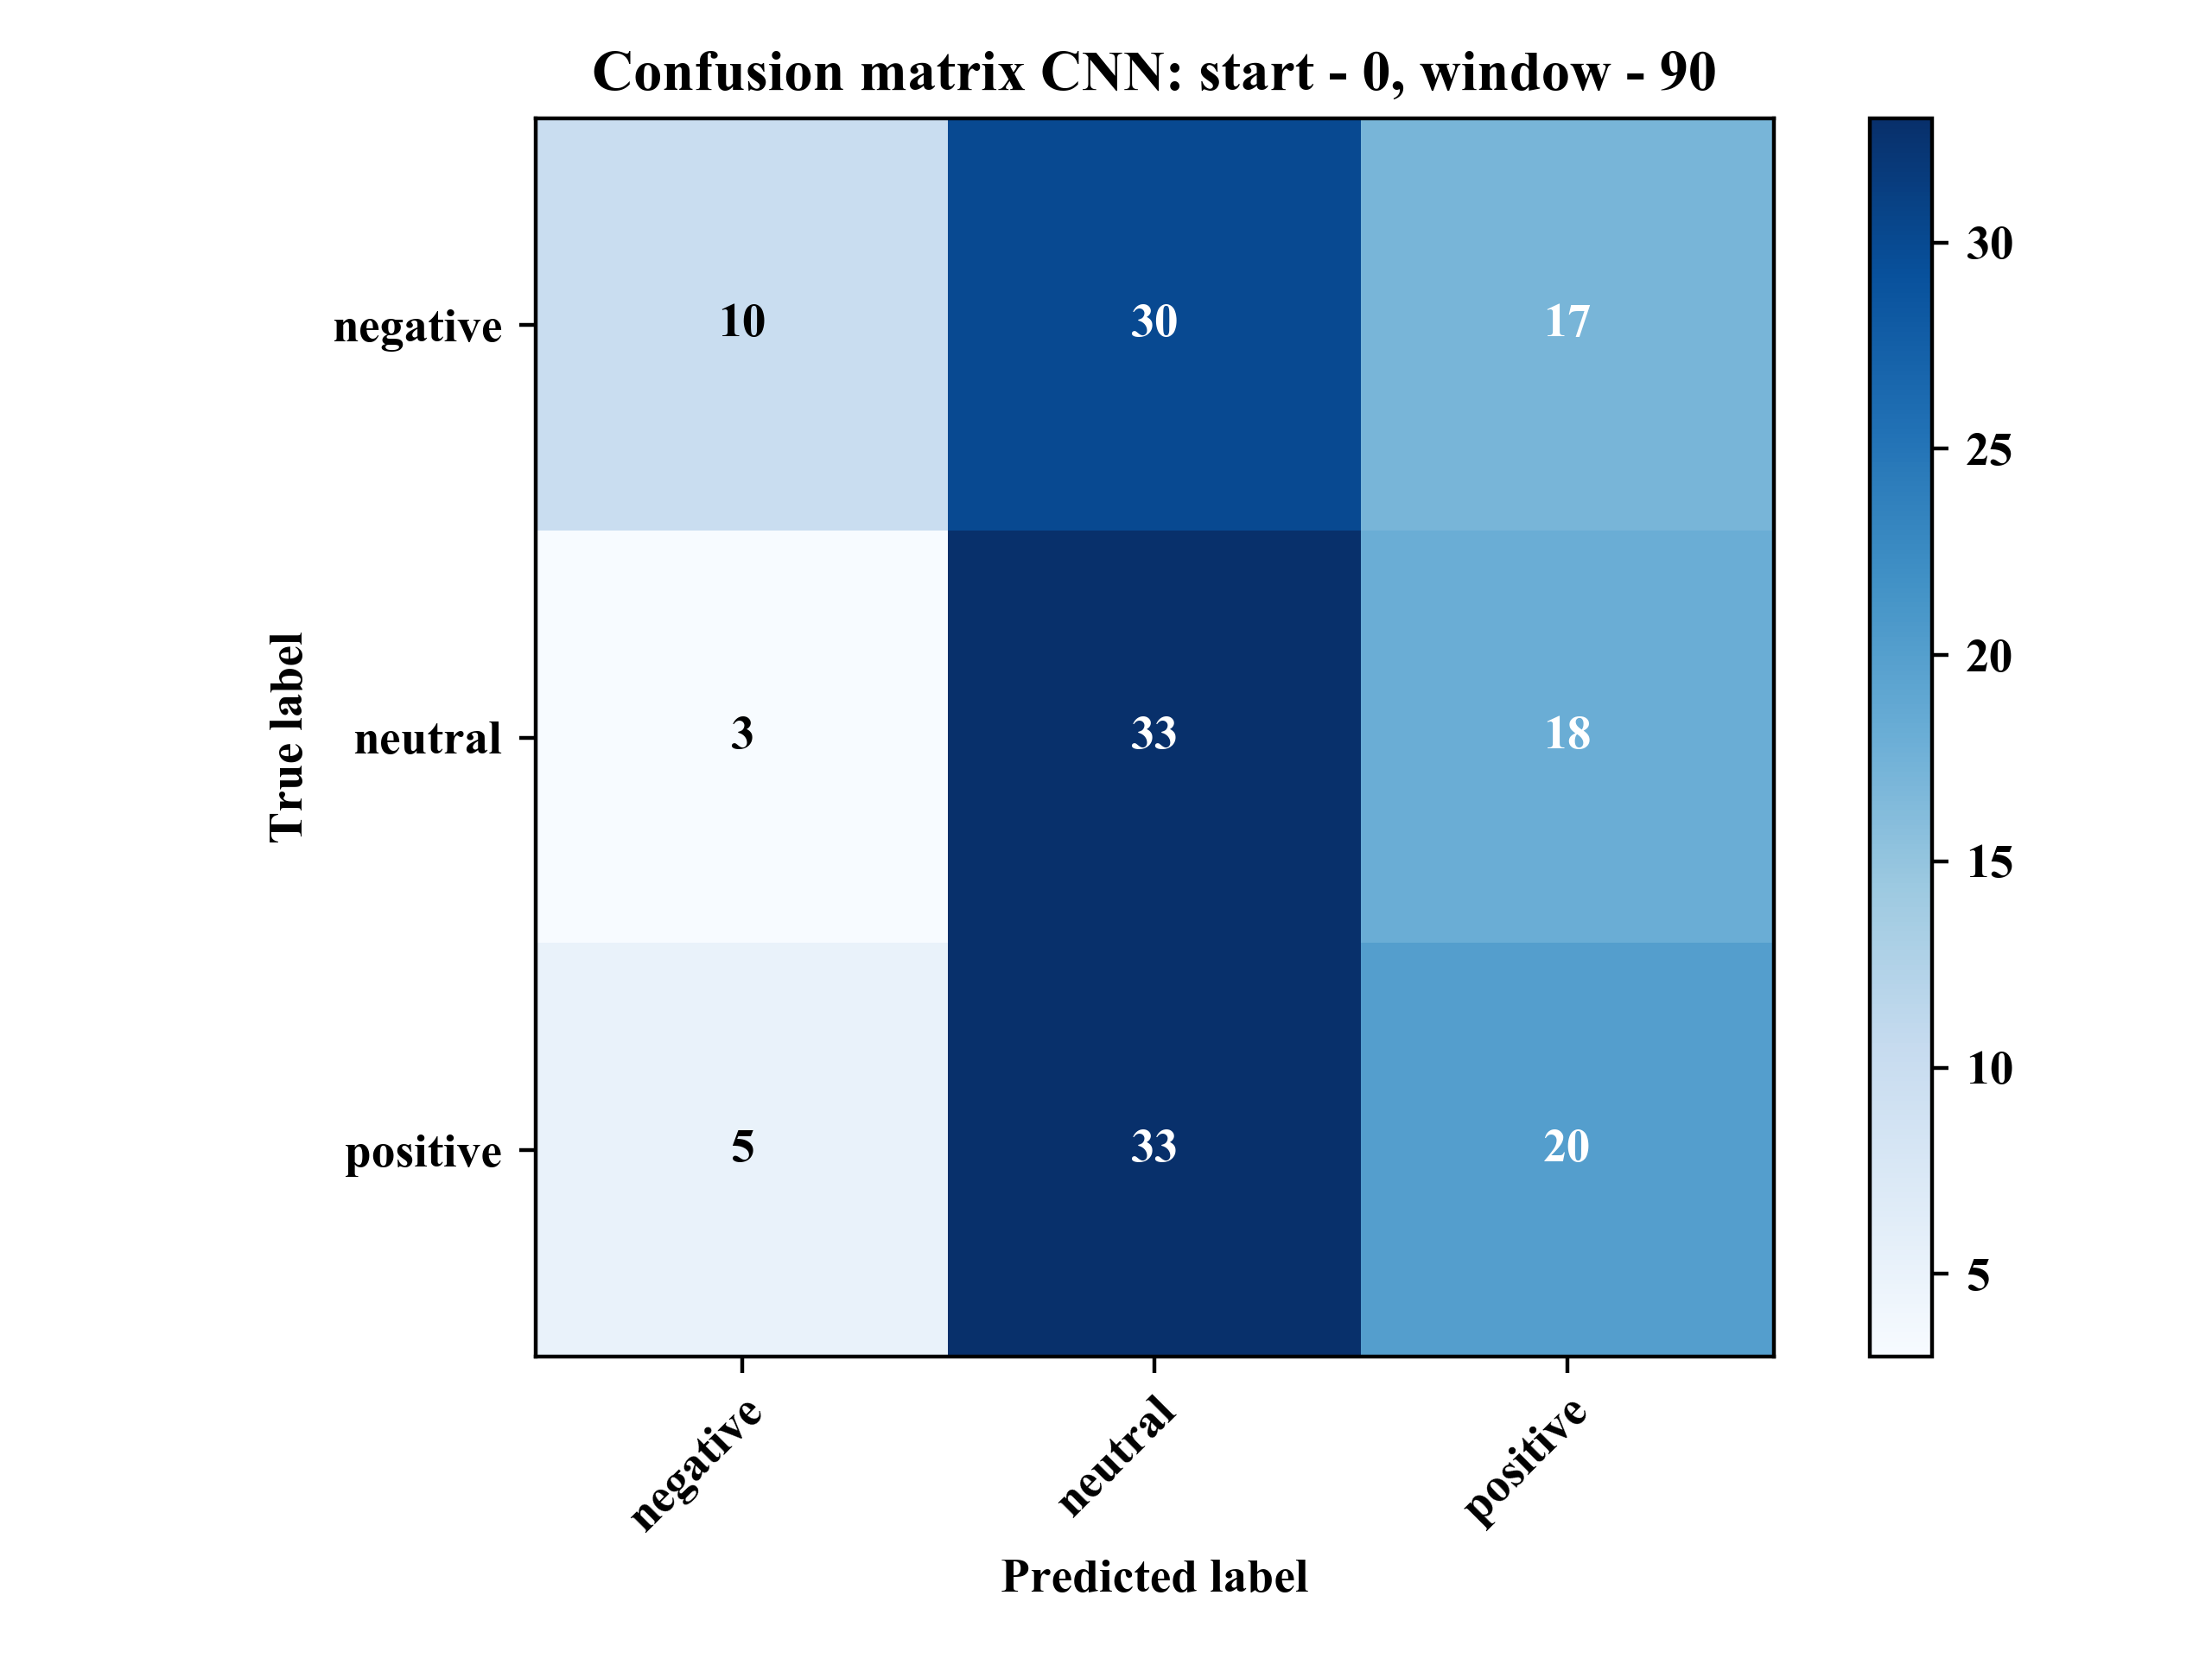 Confusion matrix CNN: start - 0, window - 90
negative
10
30
17
neutral
3
33
18
positive
5
33
20
True label
negative
neutral
positive
Predicted label
30
25
20
15
10
5